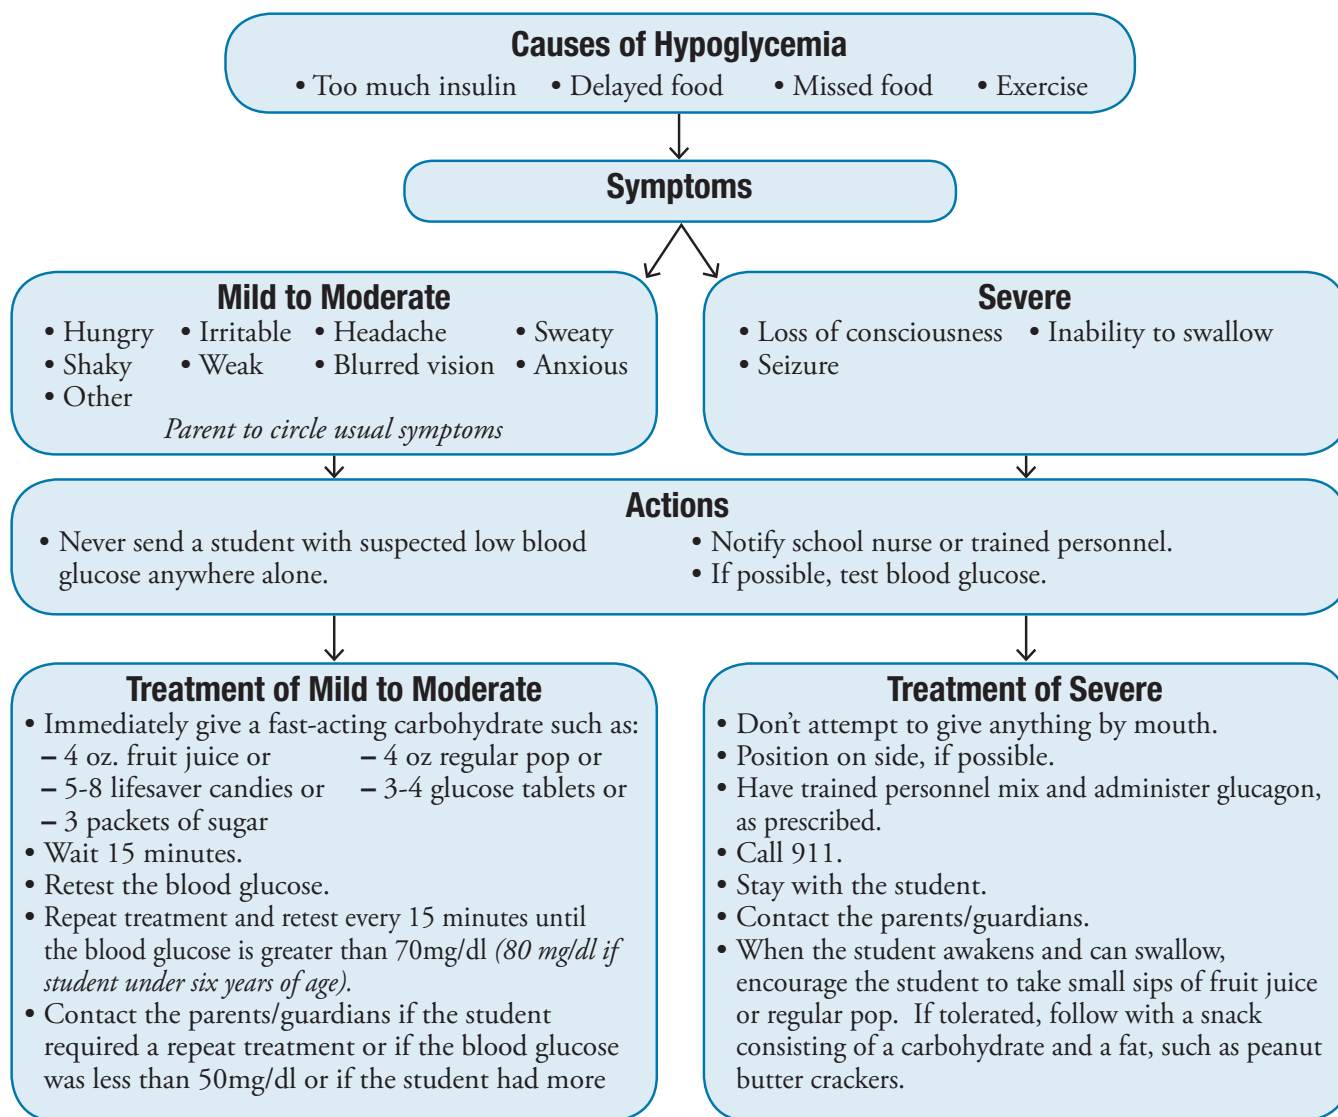 Causes of Hypoglycemia
• Too much insulin • Delayed food • Missed food • Exercise
Symptoms
Mild to Moderate
• Hungry • Irritable • Headache • Sweaty
• Shaky • Weak • Blurred vision • Anxious
• Other
Parent to circle usual symptoms
Severe
• Loss of consciousness • Inability to swallow
• Seizure
Actions
• Never send a student with suspected low blood
glucose anywhere alone.
• Notify school nurse or trained personnel.
• If possible, test blood glucose.
Treatment of Mild to Moderate
• Immediately give a fast-acting carbohydrate such as:
– 4 oz. fruit juice or – 4 oz regular pop or
– 5-8 lifesaver candies or – 3-4 glucose tablets or
– 3 packets of sugar
• Wait 15 minutes.
• Retest the blood glucose.
• Repeat treatment and retest every 15 minutes until
the blood glucose is greater than 70mg/dl (80 mg/dl if
student under six years of age).
• Contact the parents/guardians if the student
required a repeat treatment or if the blood glucose
was less than 50mg/dl or if the student had more
Treatment of Severe
• Don't attempt to give anything by mouth.
• Position on side, if possible.
• Have trained personnel mix and administer glucagon,
as prescribed.
• Call 911.
• Stay with the student.
• Contact the parents/guardians.
• When the student awakens and can swallow,
encourage the student to take small sips of fruit juice
or regular pop. If tolerated, follow with a snack
consisting of a carbohydrate and a fat, such as peanut
butter crackers.